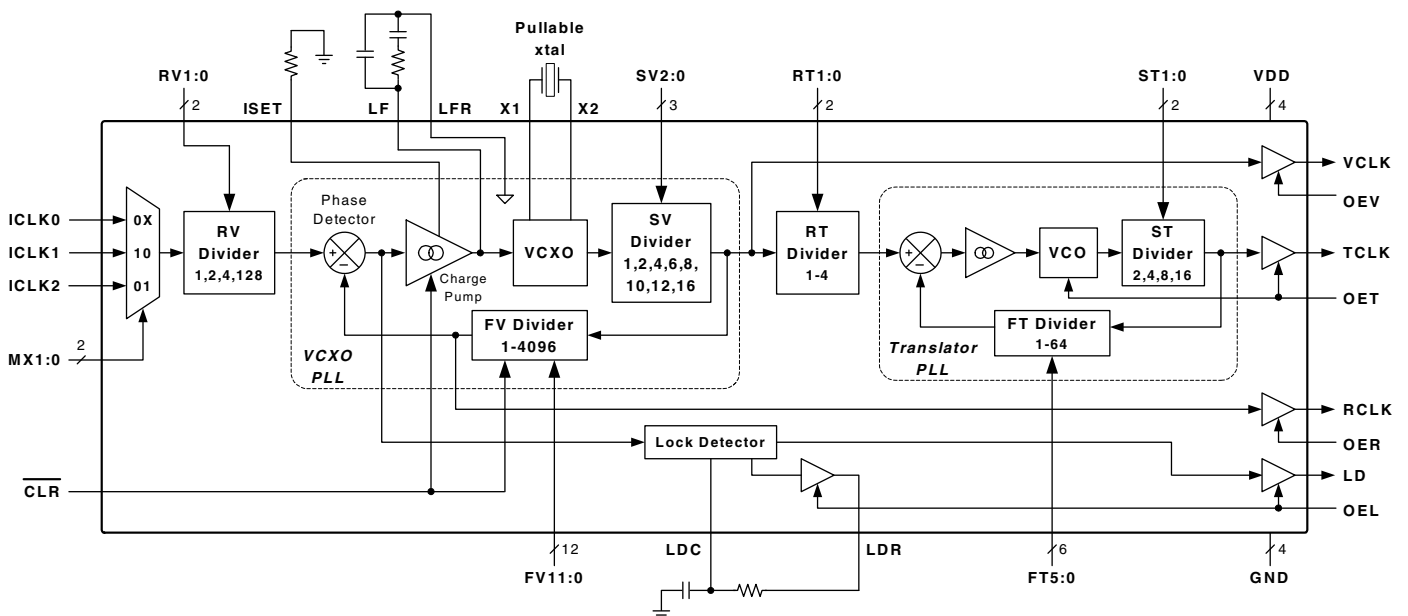 Pullable
xtal
RV1:0
2
ISET
LF
LFR
X1
X2
SV2:0
3
RT1:0
2
ST1:0
2
VDD
4
ICLK0
ICLK1
ICLK2
MX1:0
2
0X
10
01
RV
Divider
1,2,4,128
Phase
Detector
+
−
Charge
Pump
VCXO
SV
Divider
1,2,4,6,8,
10,12,16
FV Divider
1-4096
VCXO
PLL
RT
Divider
1-4
+
−
VCO
ST
Divider
2,4,8,16
FT Divider
1-64
Translator
PLL
VCLK
OEV
TCLK
OET
RCLK
OER
LD
OEL
Lock Detector
CLR
12
FV11:0
LDC
LDR
6
FT5:0
4
GND